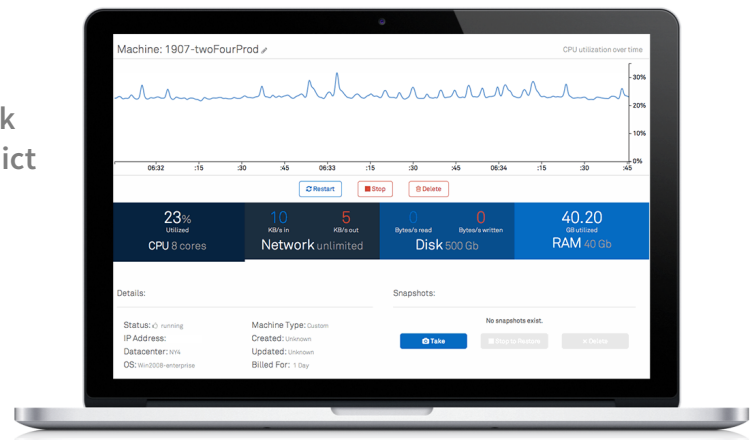 k
ict
Machine: 1907-twoFourProd
CPU utilization over time
30%
20%
10%
0%
06:32 :15 :30 :45 06:33 :15 :30 :45 06:34 :15 :30 :45
Restart Stop Delete
23% 10 5 0 0 40.20
Utilized KB/s in KB/s out Bytes/s read Bytes/s written GB utilized
CPU 8 cores Network unlimited Disk 500 Gb RAM 40 Gb
Details: Snapshots:
Status: running Machine Type: Custom No snapshots exist.
IP Address: Created: Unknown Take Stop to Restore Delete
Datacenter: NY4 Updated: Unknown
OS: Win2008-enterprise Billed For: 1 Day